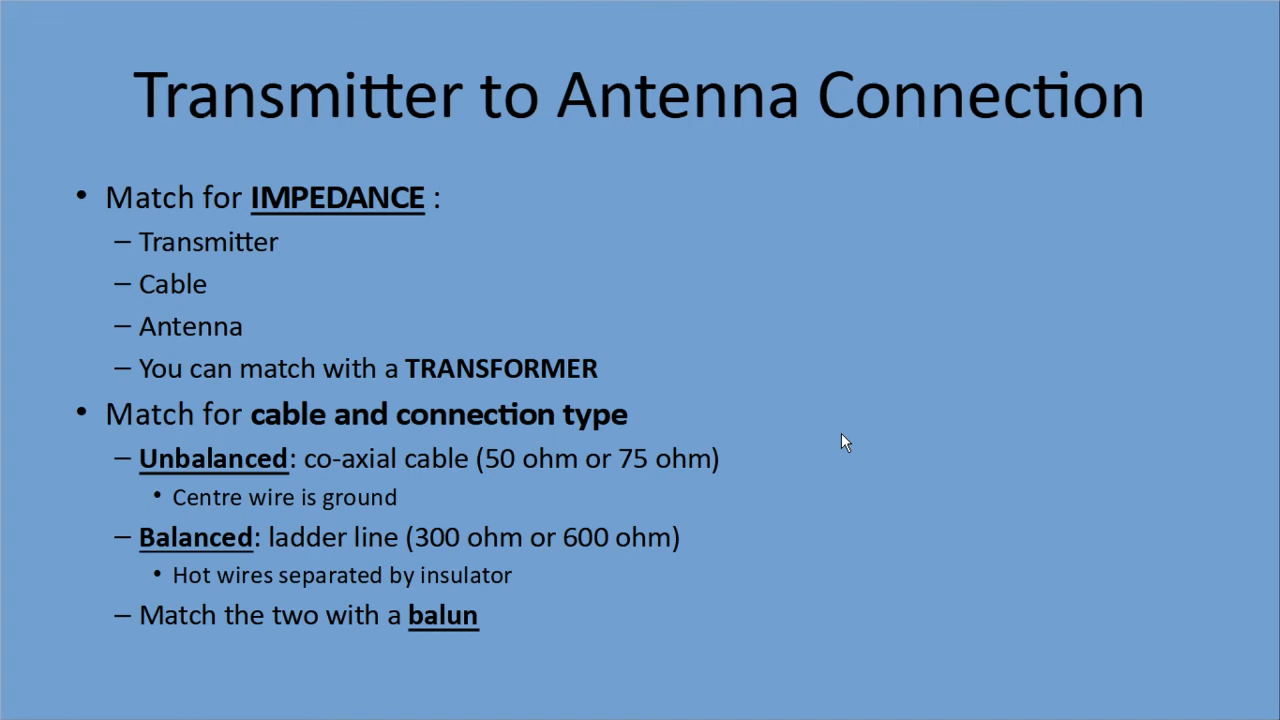 Transmitter to Antenna Connection
• Match for IMPEDANCE :
– Transmitter
– Cable
– Antenna
– You can match with a TRANSFORMER
• Match for cable and connection type
– Unbalanced: co-axial cable (50 ohm or 75 ohm)
• Centre wire is ground
– Balanced: ladder line (300 ohm or 600 ohm)
• Hot wires separated by insulator
– Match the two with a balun